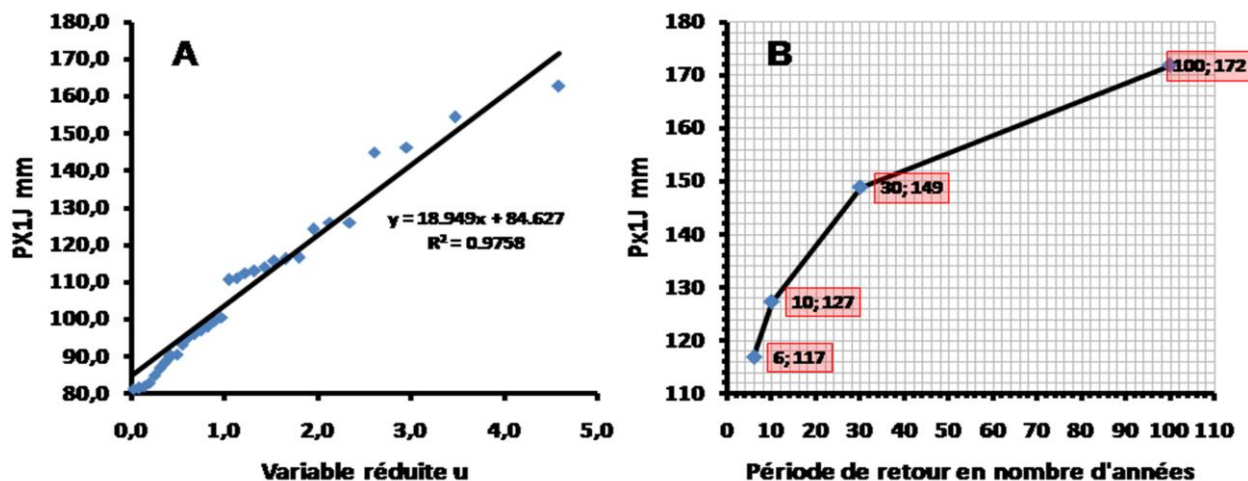 A
PX1J mm
180,0
170,0
160,0
150,0
140,0
130,0
120,0
110,0
100,0
90,0
80,0
y = 18.949x + 84.627
R² = 0.9758
0,0 1,0 2,0 3,0 4,0 5,0
Variable réduite u
B
Px1J mm
180
170
160
150
140
130
120
110
100; 172
30; 149
10; 127
6; 117
0 10 20 30 40 50 60 70 80 90 100 110
Période de retour en nombre d'années